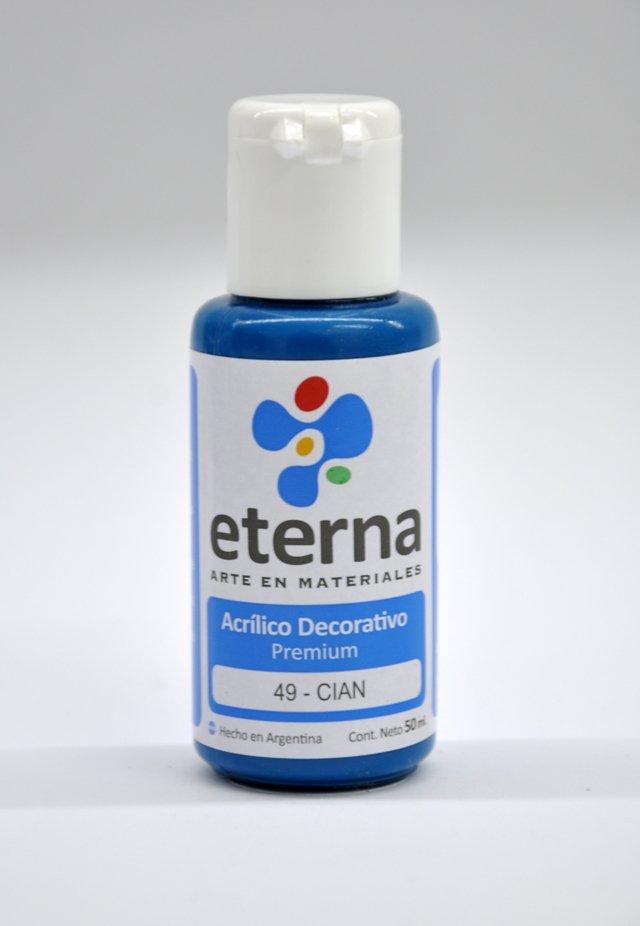 eterna
ARTE EN MATERIALES
Acrílico Decorativo
Premium
49 - CIAN
Hecho en Argentina Cont. Neto 50 ml.